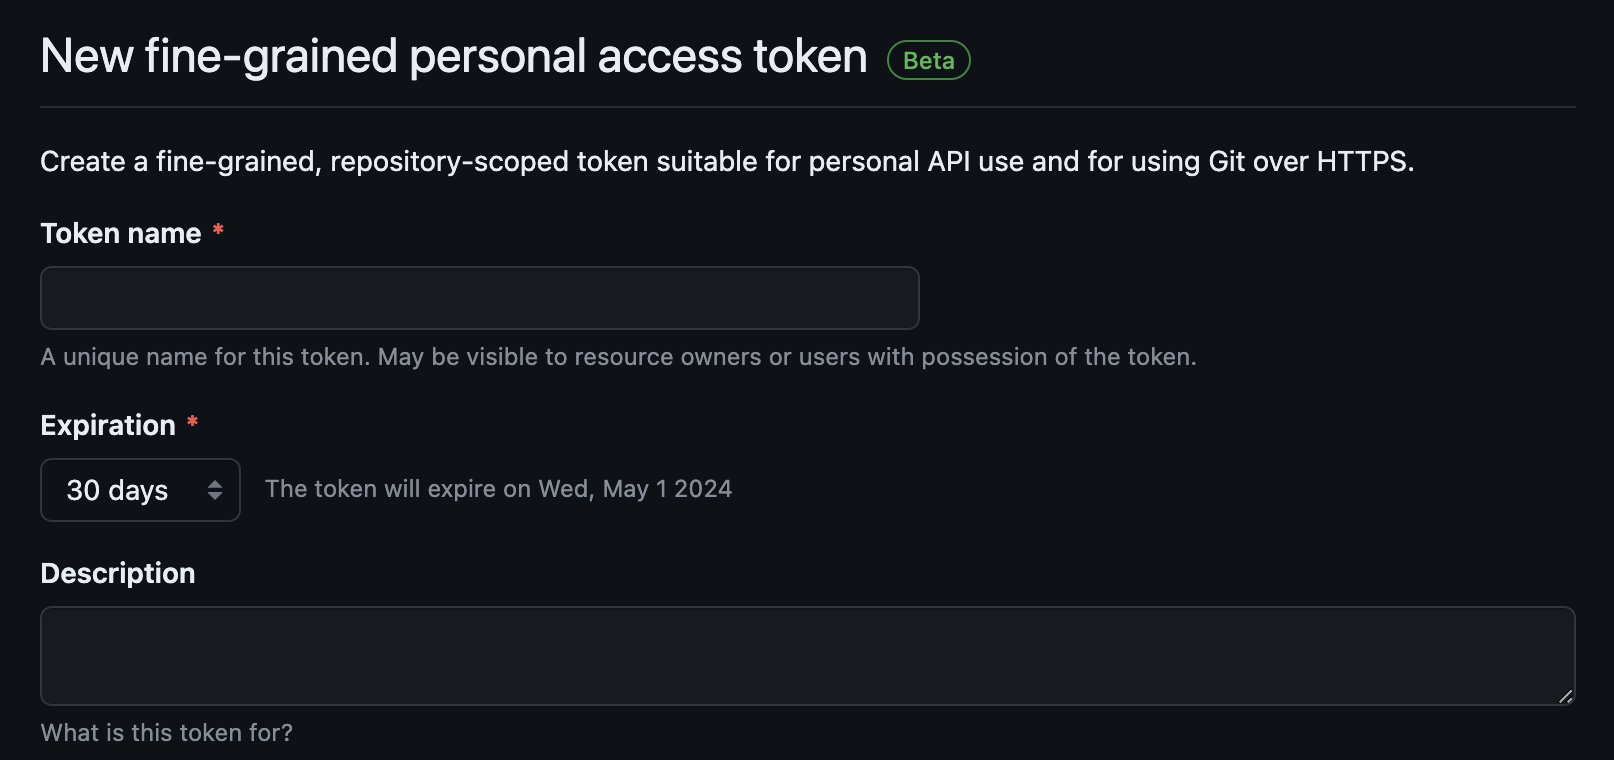 New fine-grained personal access token Beta
Create a fine-grained, repository-scoped token suitable for personal API use and for using Git over HTTPS.
Token name *
A unique name for this token. May be visible to resource owners or users with possession of the token.
Expiration *
30 days The token will expire on Wed, May 1 2024
Description
What is this token for?